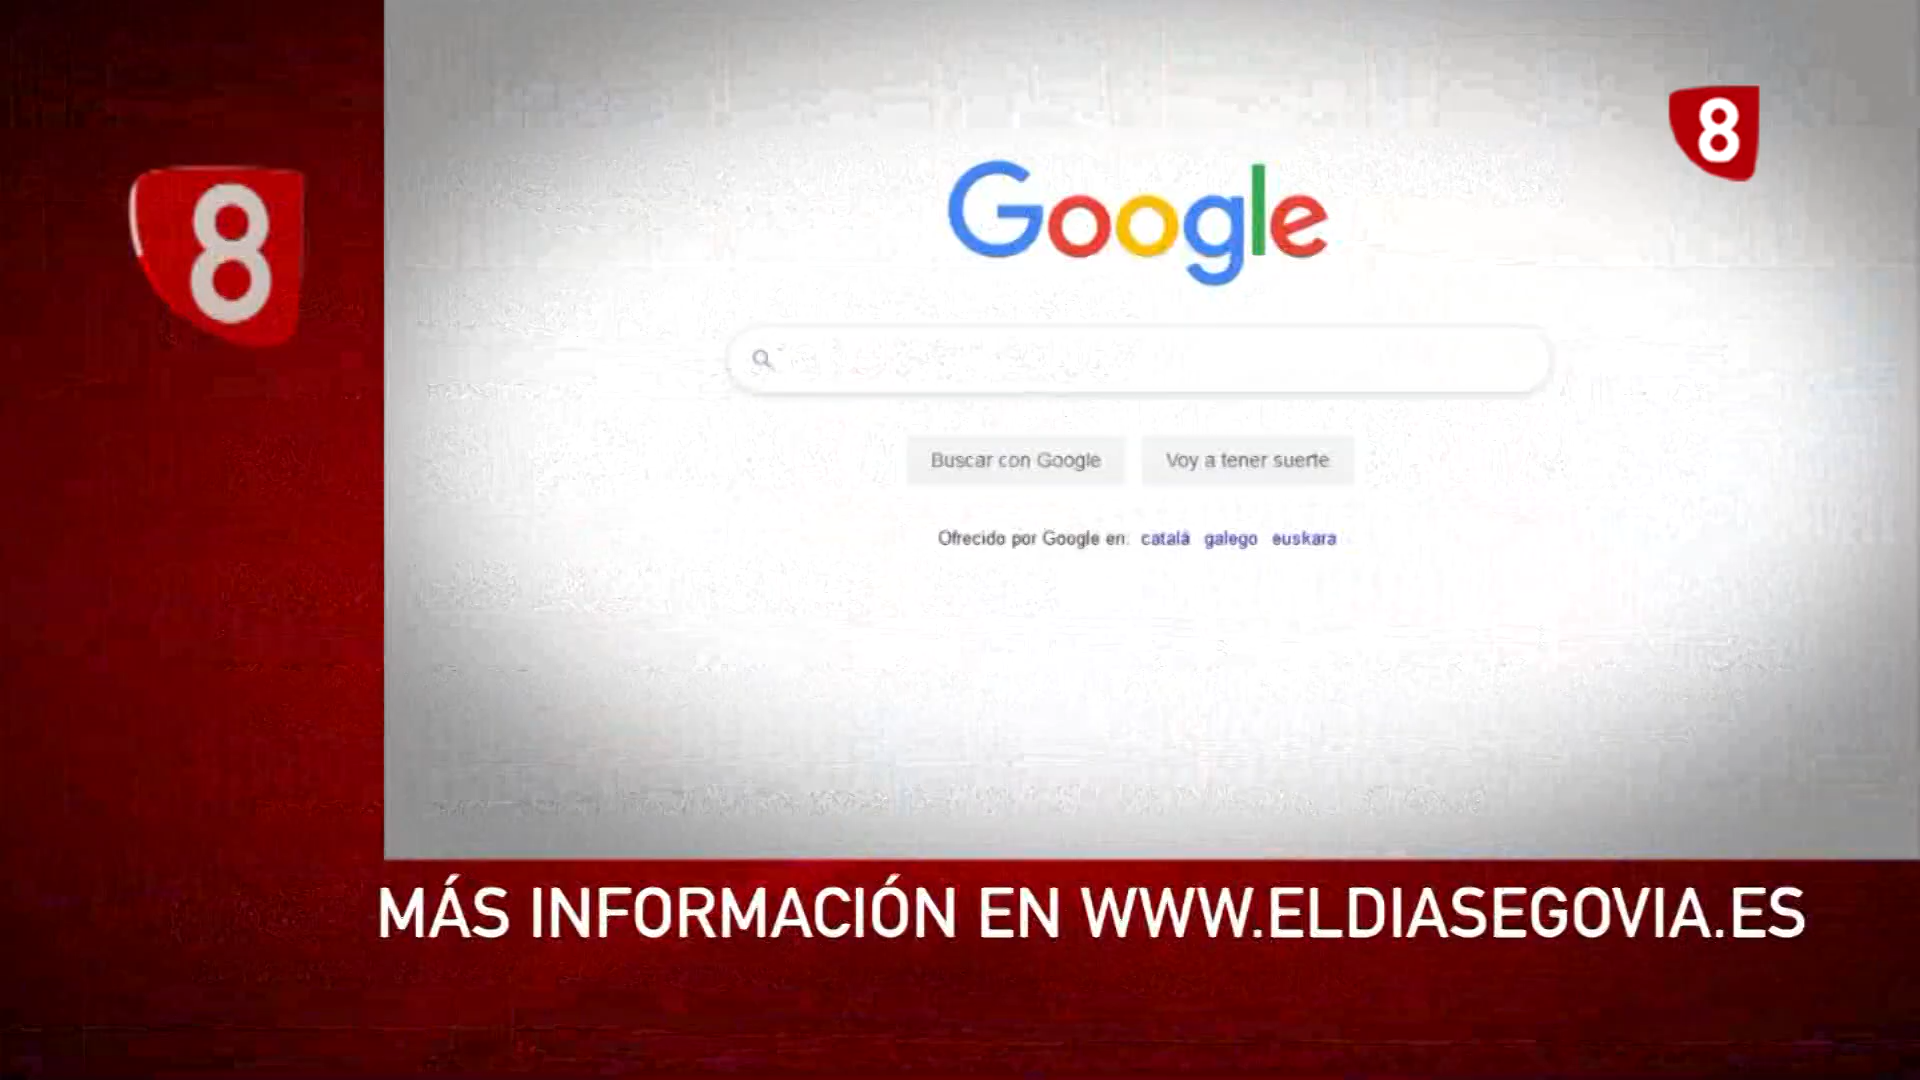 8
8
Google
Buscar con Google Voy a tener suerte
Ofrecido por Google en: català galego euskara
MÁS INFORMACIÓN EN WWW.ELDIASEGOVIA.ES